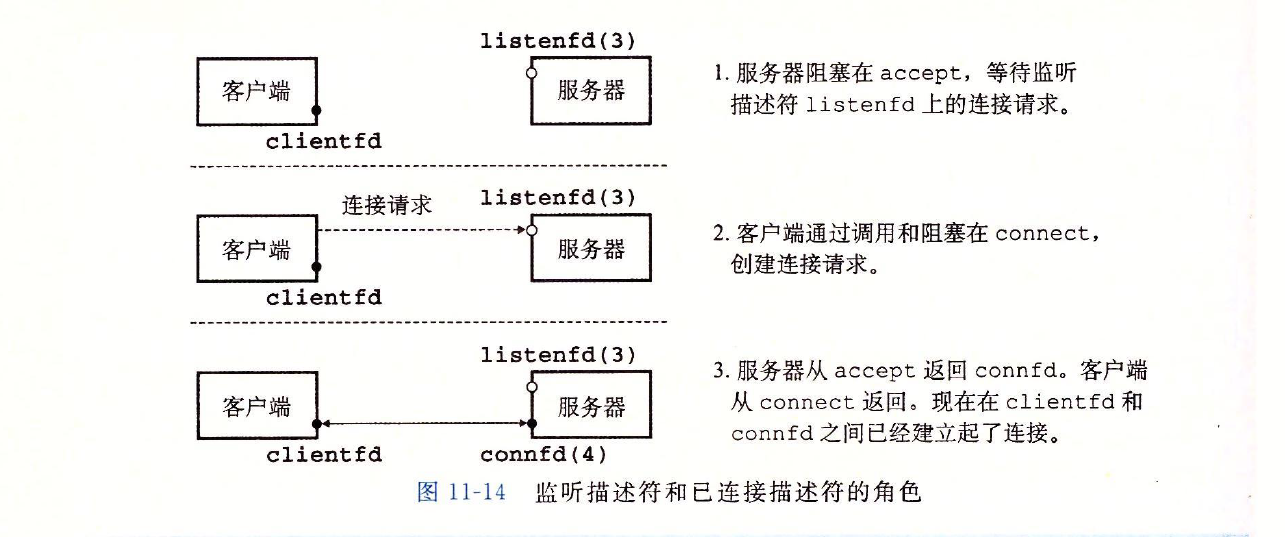 listenfd(3)
客户端
服务器
clientfd
1. 服务器阻塞在 accept，等待监听
描述符 listenfd 上的连接请求。
连接请求
listenfd(3)
客户端
服务器
clientfd
2. 客户端通过调用和阻塞在 connect，
创建连接请求。
listenfd(3)
客户端
服务器
clientfd
connfd(4)
3. 服务器从 accept 返回 connfd。客户端
从 connect 返回。现在在 clientfd 和
connfd 之间已经建立起了连接。
图 11-14 监听描述符和已连接描述符的角色